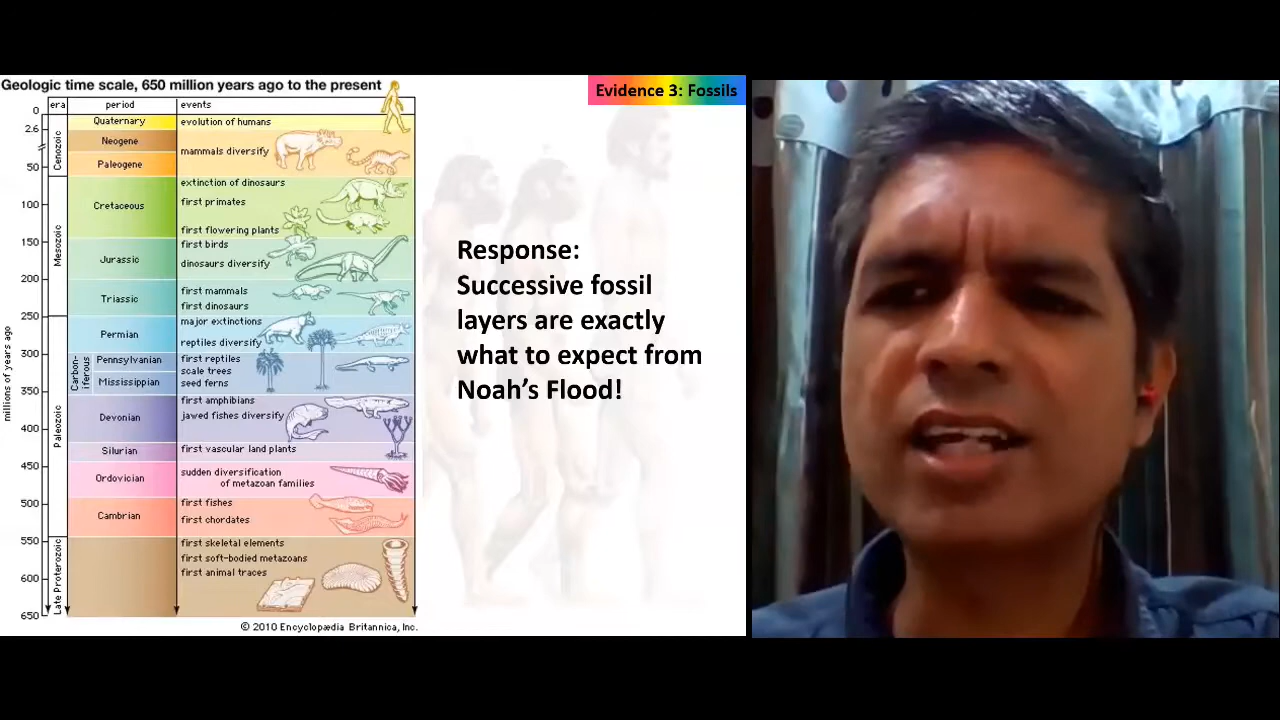 Geologic time scale, 650 million years ago to the present
Evidence 3: Fossils
era period events
0
2.6
50
100
150
200
250
300
350
400
450
500
550
600
650
millions of years ago
Cenozoic
Mesozoic
Paleozoic
Late Proterozoic
Quaternary
evolution of humans
Neogene
mammals diversify
Paleogene
Cretaceous
extinction of dinosaurs
first primates
first flowering plants
Jurassic
first birds
dinosaurs diversify
Triassic
first mammals
first dinosaurs
Permian
major extinctions
reptiles diversify
Carbon-
iferous
Pennsylvanian
Mississippian
first reptiles
scale trees
seed ferns
Devonian
first amphibians
jawed fishes diversify
Silurian
first vascular land plants
Ordovician
sudden diversification
of metazoan families
Cambrian
first fishes
first chordates
first skeletal elements
first soft-bodied metazoans
first animal traces
© 2010 Encyclopædia Britannica, Inc.
Response:
Successive fossil
layers are exactly
what to expect from
Noah’s Flood!